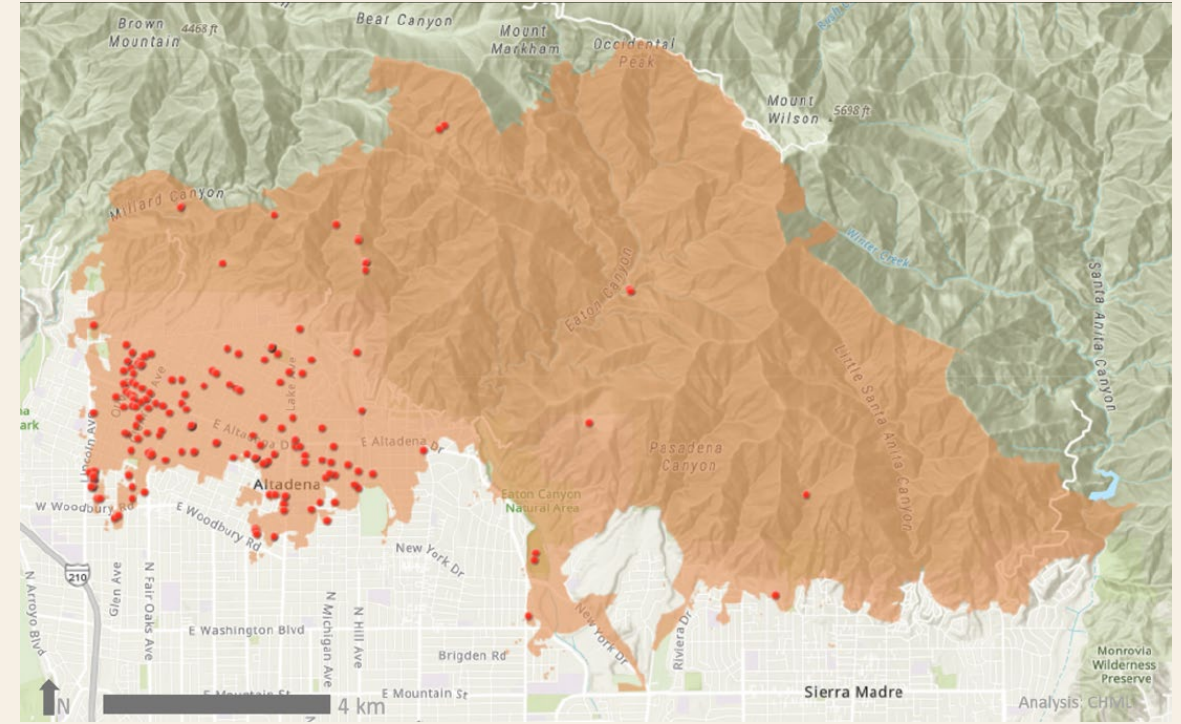 Brown
Mountain
4468 ft
Bear Canyon
Mount
Markham
Occidental
Peak
Mount
Wilson
5698 ft
Millard Canyon
Winter Creek
Santa Anita Canyon
Eaton Canyon
Little Santa Anita Canyon
Lake Ave
Lincoln Ave
E Altadena Dr
E Altadena Dr
Pasadena
Canyon
Altadena
Eaton Canyon
Natural Area
W Woodbury Rd
E Woodbury Rd
New York Dr
210
N Arroyo Blvd
Glen Ave
N Fair Oaks Ave
N Michigan Ave
N Hill Ave
E Washington Blvd
Brigden Rd
New York Dr
Riviera Dr
Monrovia
Wilderness
Preserve
E Mountain St
E Mountain St
Sierra Madre
N
4 km
Analysis: CHML